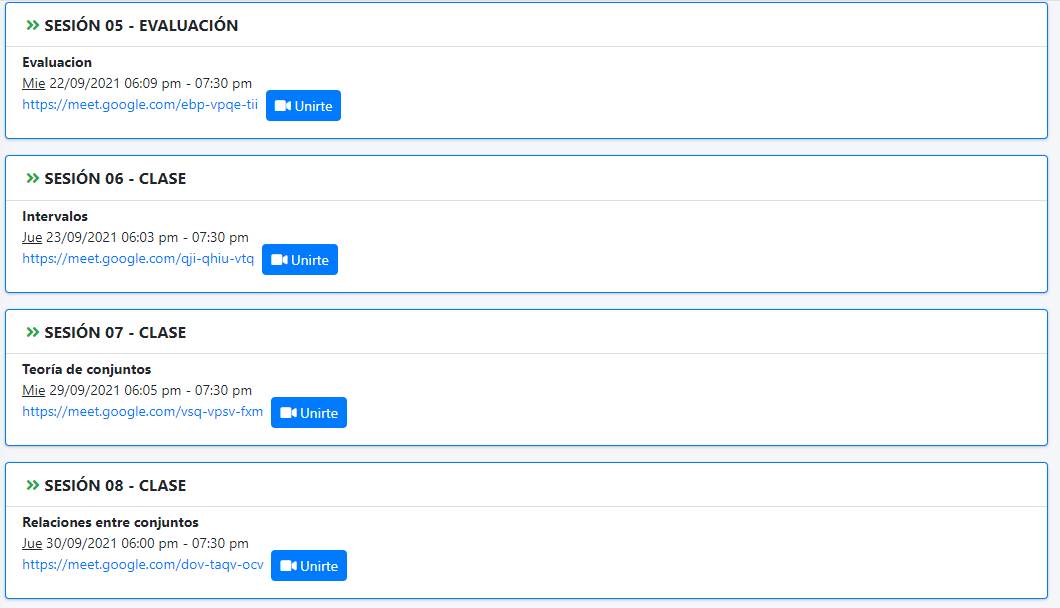 SESIÓN 05 - EVALUACIÓN
Evaluacion
Mie 22/09/2021 06:09 pm - 07:30 pm
https://meet.google.com/ebp-vpqe-tii Unirte
SESIÓN 06 - CLASE
Intervalos
Jue 23/09/2021 06:03 pm - 07:30 pm
https://meet.google.com/qji-qhiu-vtq Unirte
SESIÓN 07 - CLASE
Teoría de conjuntos
Mie 29/09/2021 06:05 pm - 07:30 pm
https://meet.google.com/vsq-vpsv-fxm Unirte
SESIÓN 08 - CLASE
Relaciones entre conjuntos
Jue 30/09/2021 06:00 pm - 07:30 pm
https://meet.google.com/dov-taqv-ocv Unirte